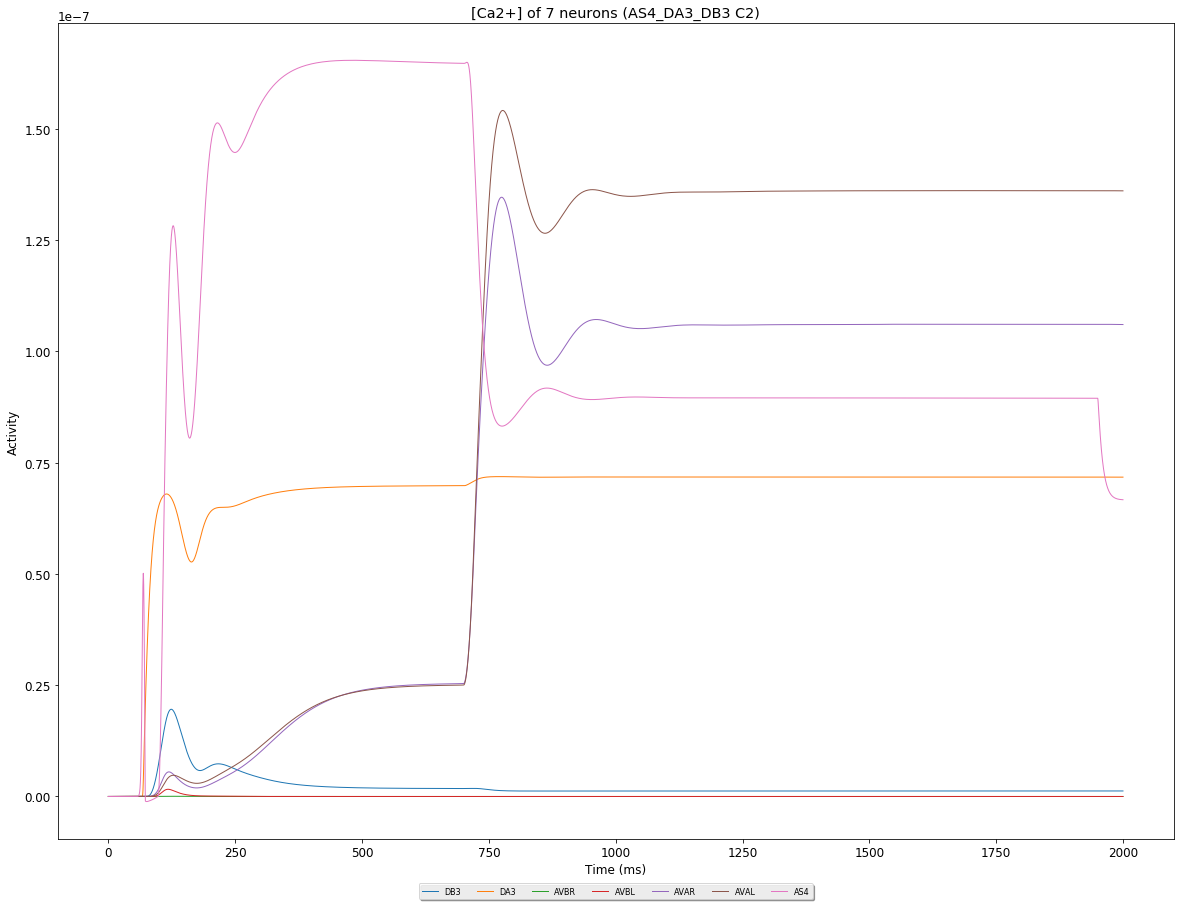 [Ca2+] of 7 neurons (AS4_DA3_DB3 C2)
1e−7
1.50
1.25
1.00
0.75
0.50
0.25
0.00
Activity
0 250 500 750 1000 1250 1500 1750 2000
Time (ms)
DB3 DA3 AVBR AVBL AVAR AVAL AS4